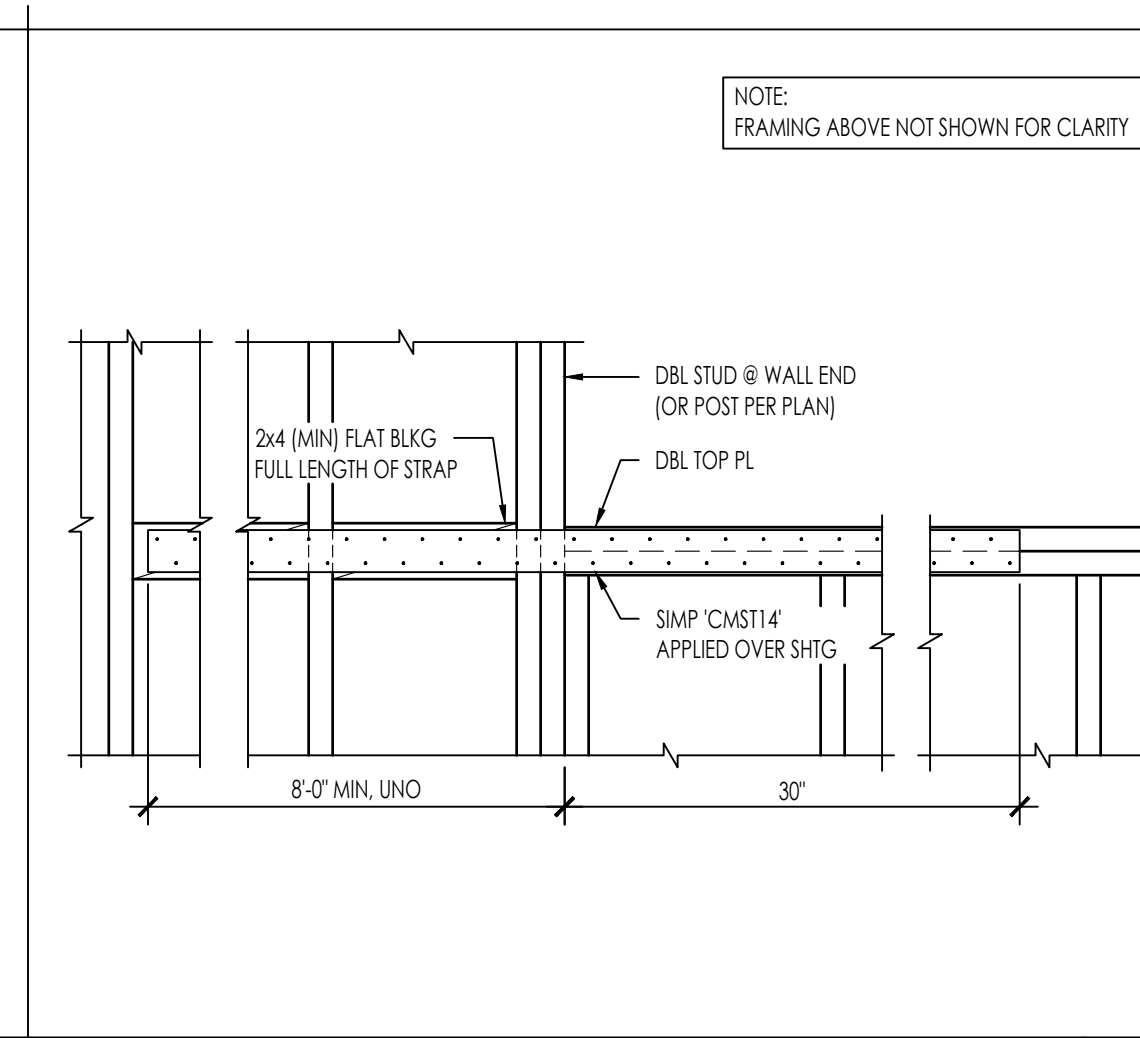 NOTE:
FRAMING ABOVE NOT SHOWN FOR CLARITY
DBL STUD @ WALL END
(OR POST PER PLAN)
2x4 (MIN) FLAT BLKG
FULL LENGTH OF STRAP
DBL TOP PL
SIMP 'CMST14'
APPLIED OVER SHTG
8'-0" MIN, UNO
30"